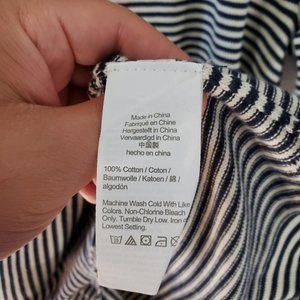 Made in China
Fabriqué en Chine
Hergestellt in China
Vervaardigd in China
中国製
hecho en china
100% Cotton / Coton /
Baumwolle / Katoen / 綿 /
algodón
Machine Wash Cold With Like
Colors. Non-Chlorine Bleach
Only. Tumble Dry Low. Iron
Lowest Setting.